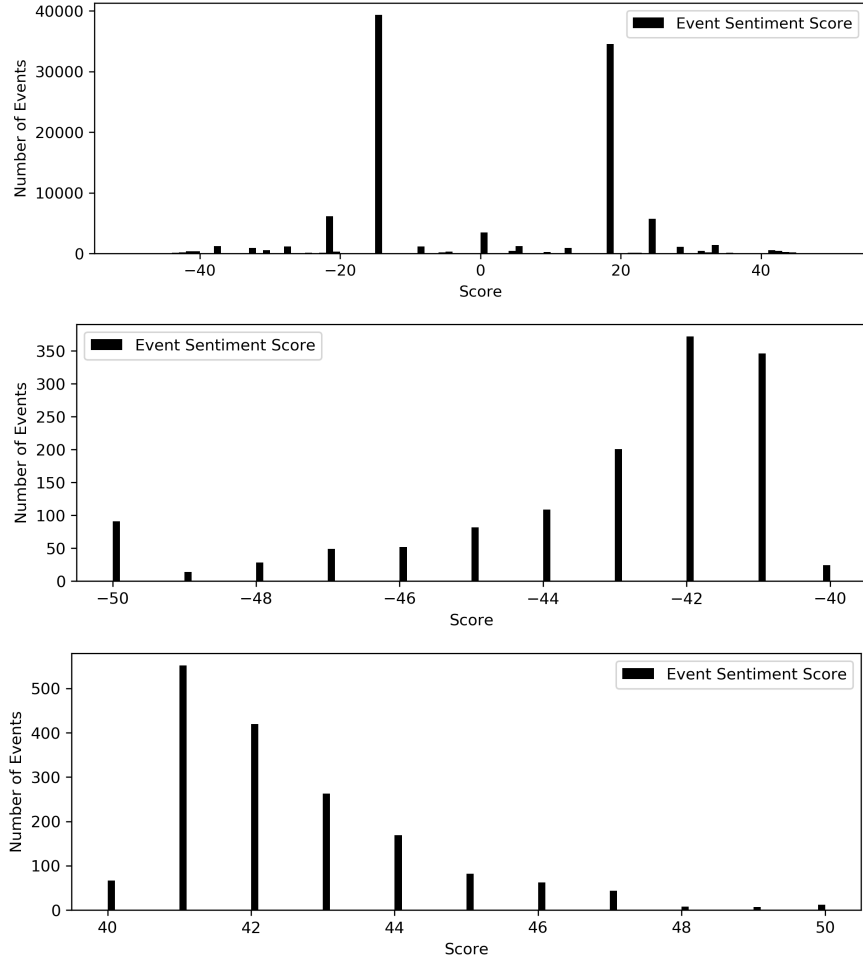 40000
30000
20000
10000
0
Number of Events
Event Sentiment Score
−40 −20 0 20 40
Score
350
300
250
200
150
100
50
0
Number of Events
Event Sentiment Score
−50 −48 −46 −44 −42 −40
Score
500
400
300
200
100
0
Number of Events
Event Sentiment Score
40 42 44 46 48 50
Score